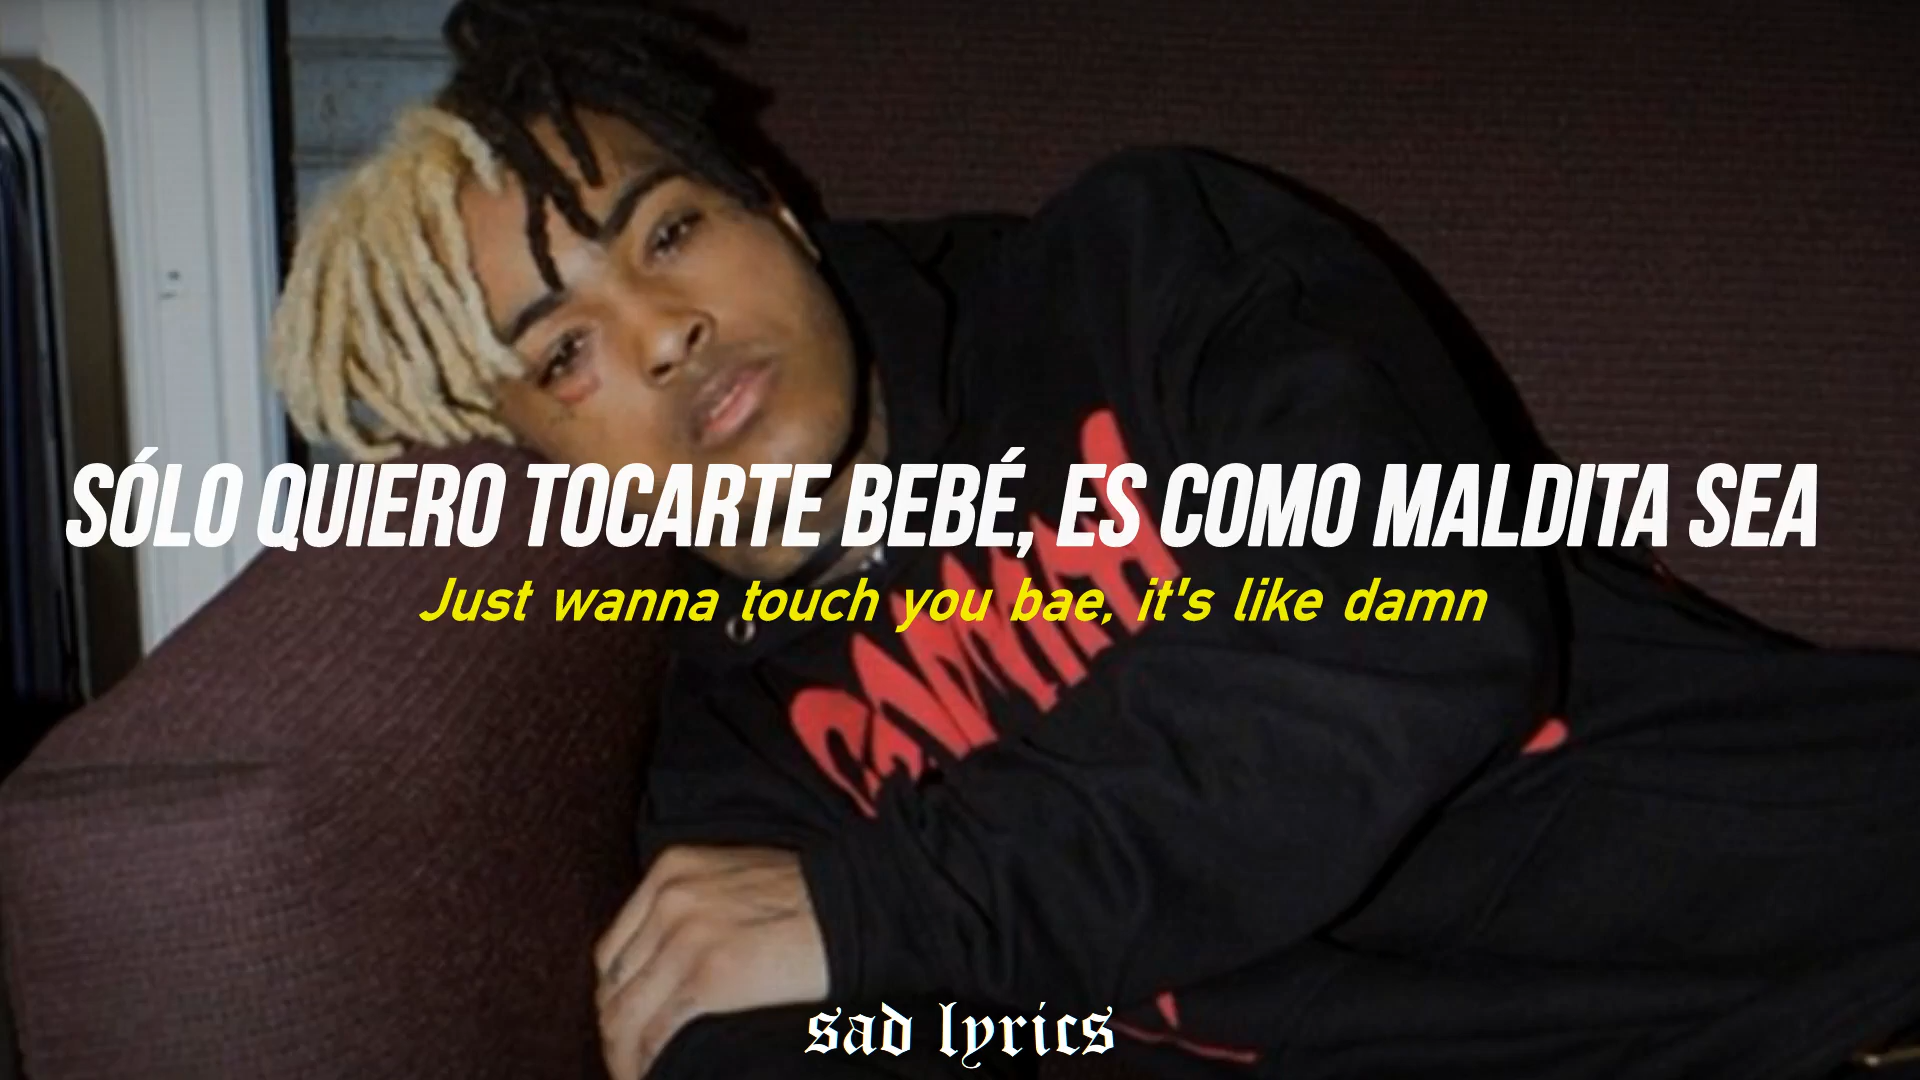 SÓLO QUIERO TOCARTE BEBÉ, ES COMO MALDITA SEA
Just wanna touch you bae, it's like damn
sad lyrics